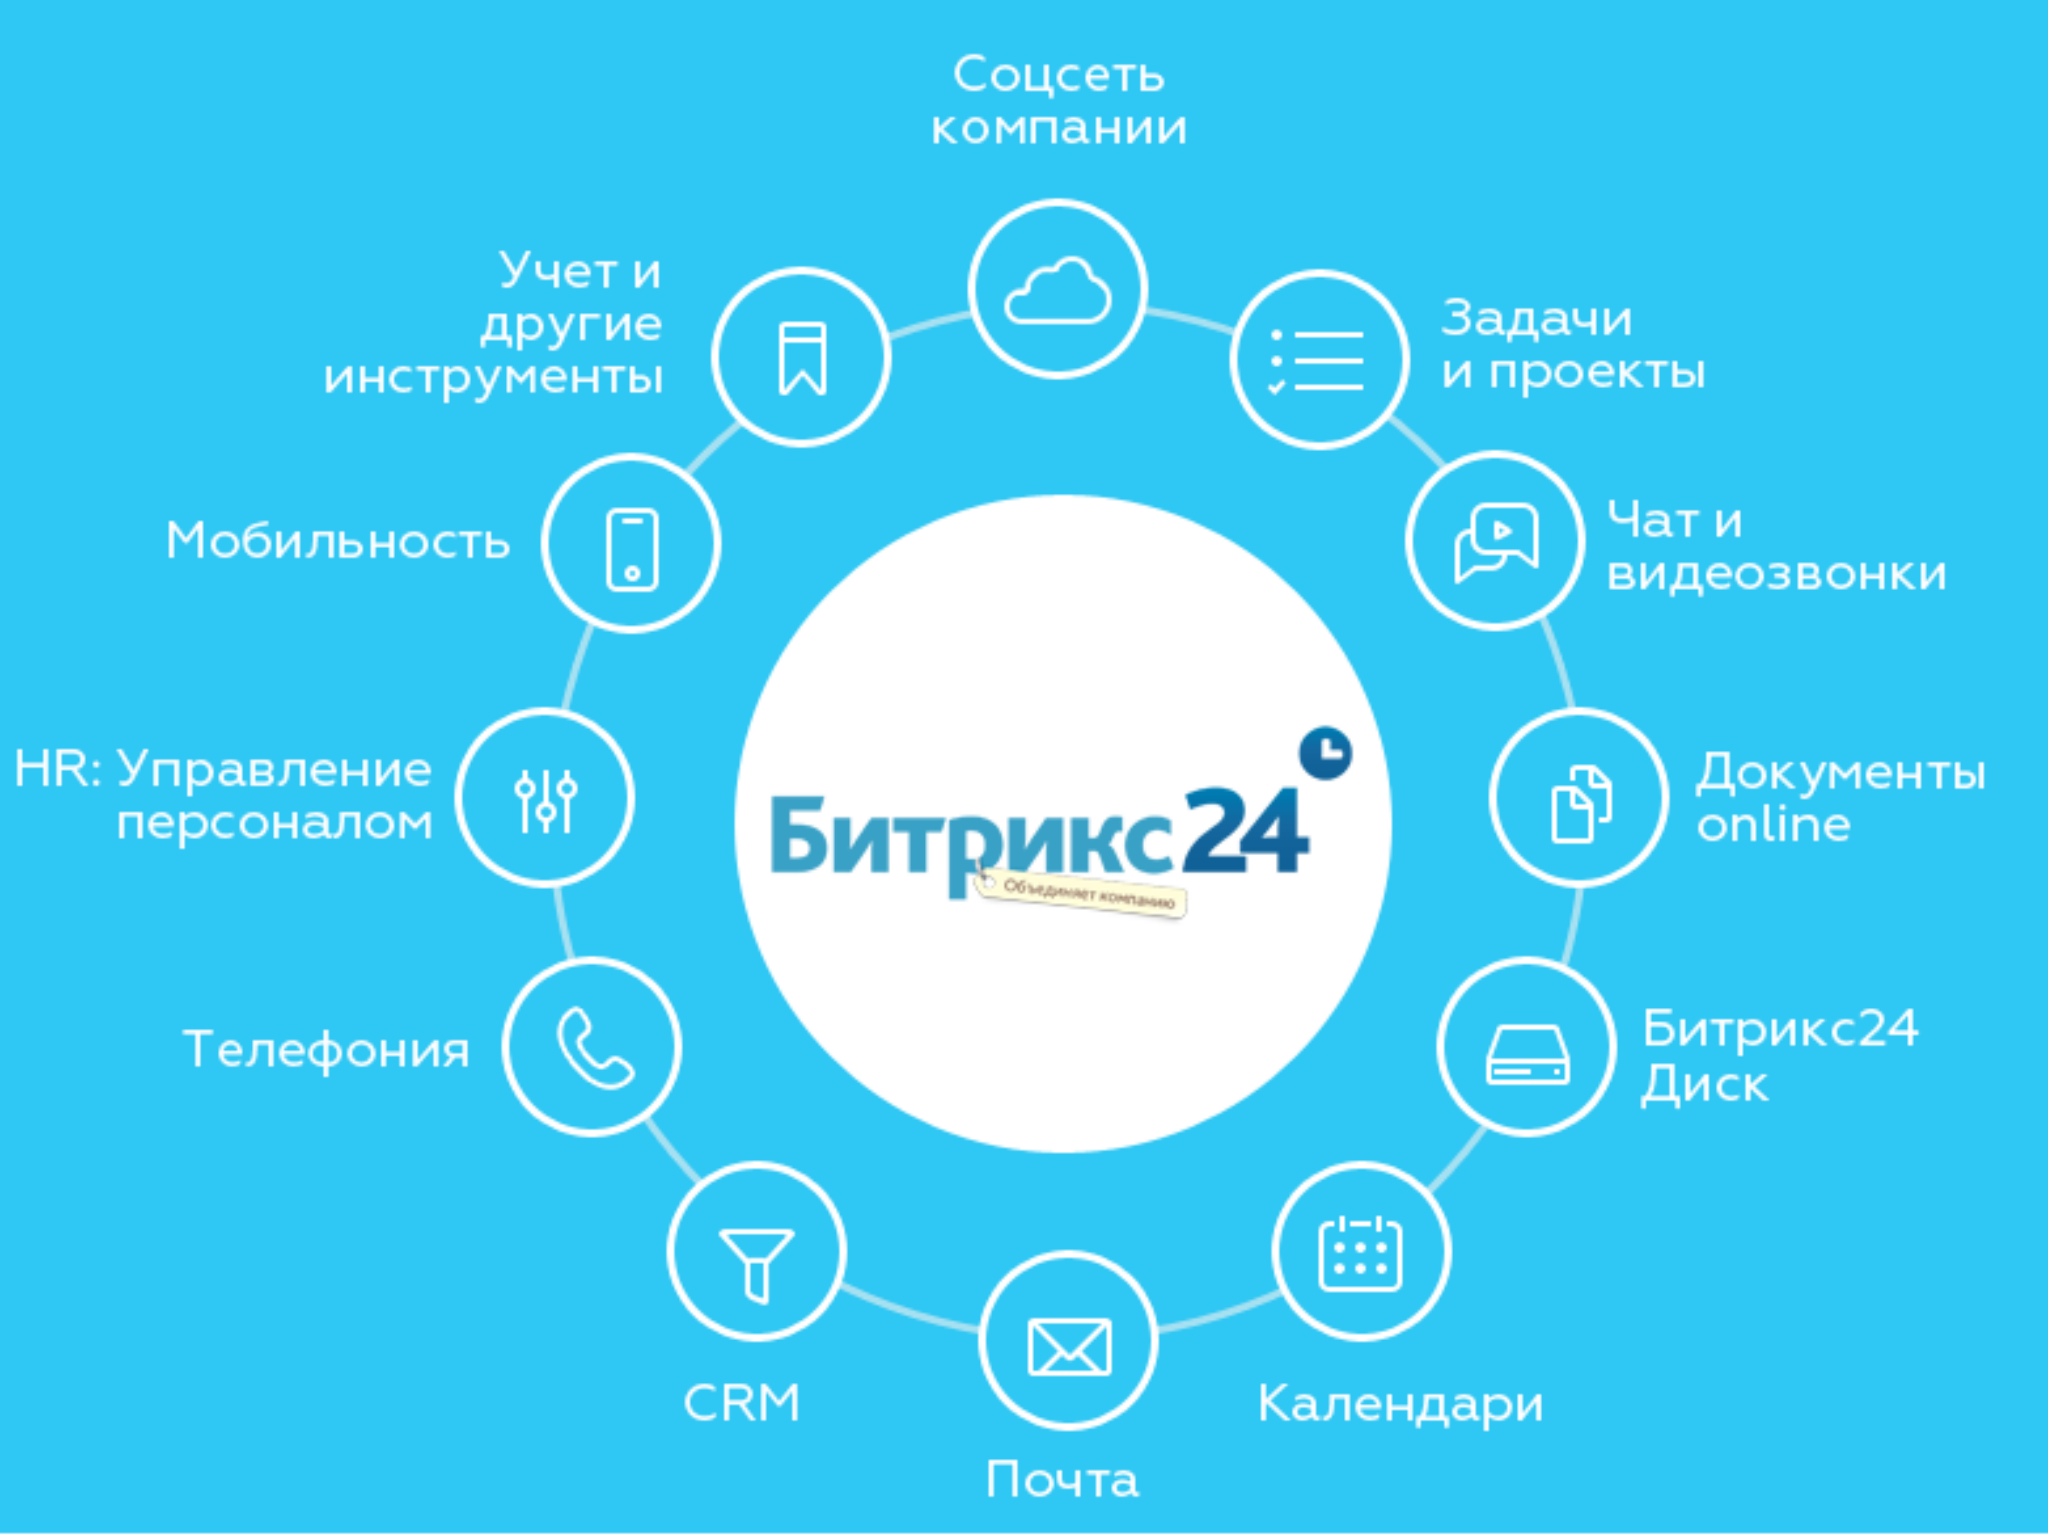 Соцсеть
компании
Учет и
другие
инструменты
Задачи
и проекты
Мобильность
Чат и
видеозвонки
HR: Управление
персоналом
Битрикс24
Объединяет компанию
Документы
online
Телефония
Битрикс24
Диск
CRM
Календари
Почта